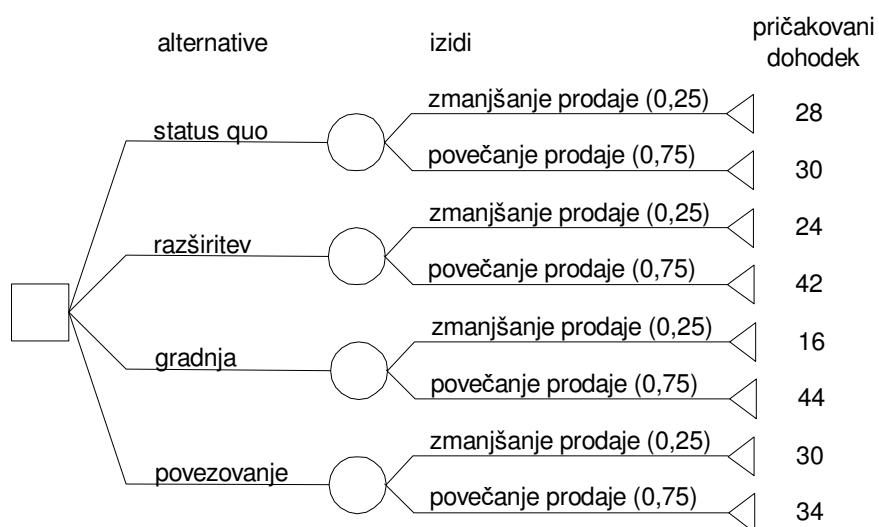 alternative
izidi
pričakovani
dohodek
zmanjšanje prodaje (0,25)
28
status quo
povečanje prodaje (0,75)
30
zmanjšanje prodaje (0,25)
24
razširitev
povečanje prodaje (0,75)
42
zmanjšanje prodaje (0,25)
16
gradnja
povečanje prodaje (0,75)
44
zmanjšanje prodaje (0,25)
30
povezovanje
povečanje prodaje (0,75)
34